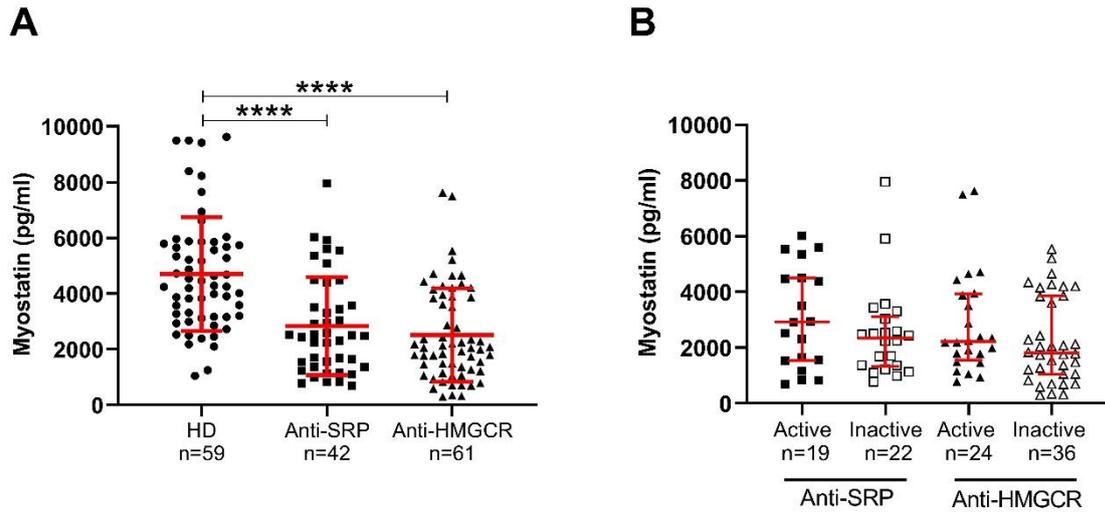 A
****
****
10000
8000
6000
4000
2000
0
Myostatin (pg/ml)
HD Anti-SRP Anti-HMGCR
n=59 n=42 n=61
B
10000
8000
6000
4000
2000
0
Myostatin (pg/ml)
Active Inactive Active Inactive
n=19 n=22 n=24 n=36
Anti-SRP Anti-HMGCR